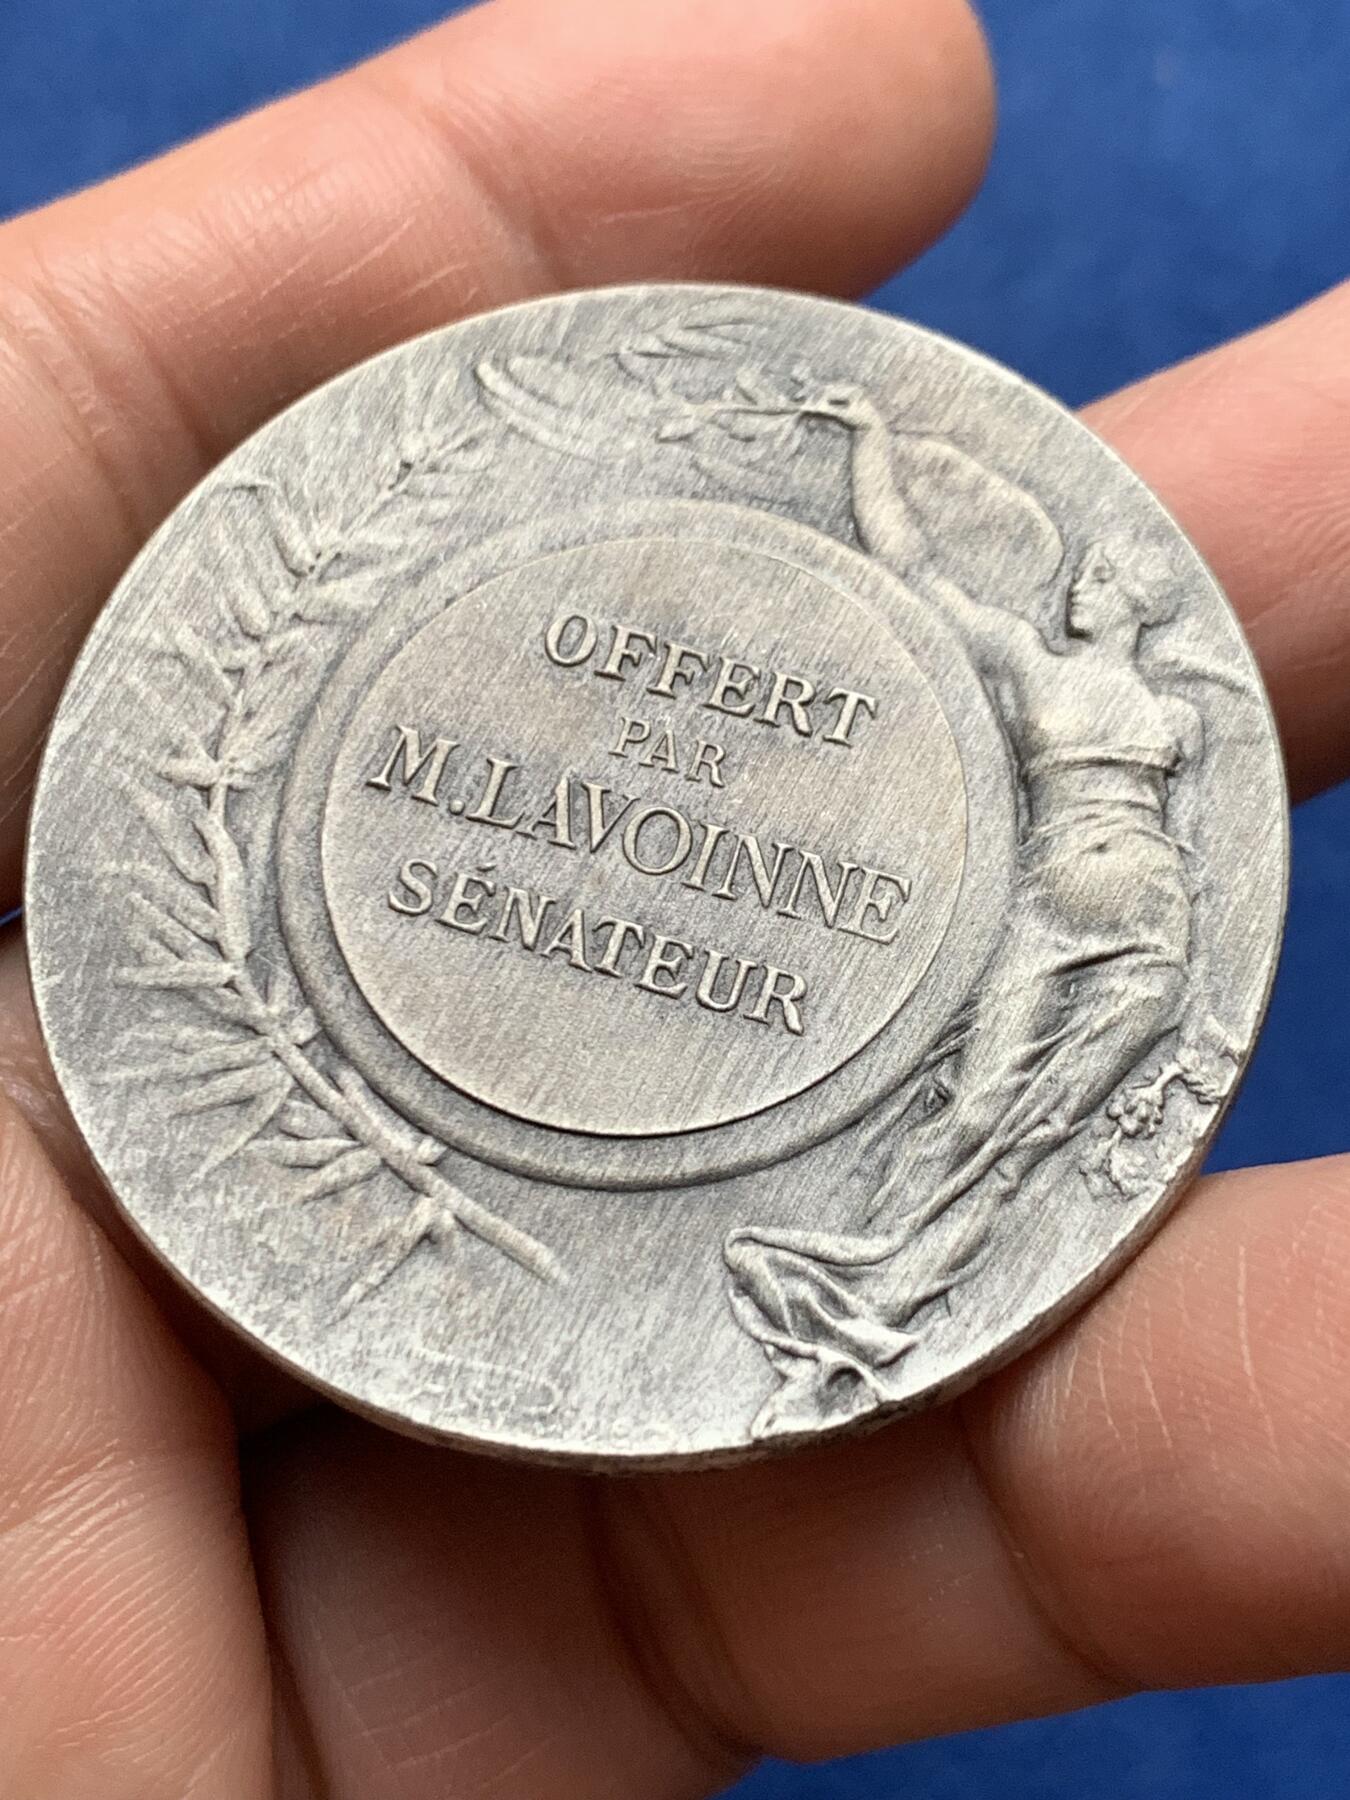 OFFERT
PAR
M. LAVOINNE
SÉNATEUR